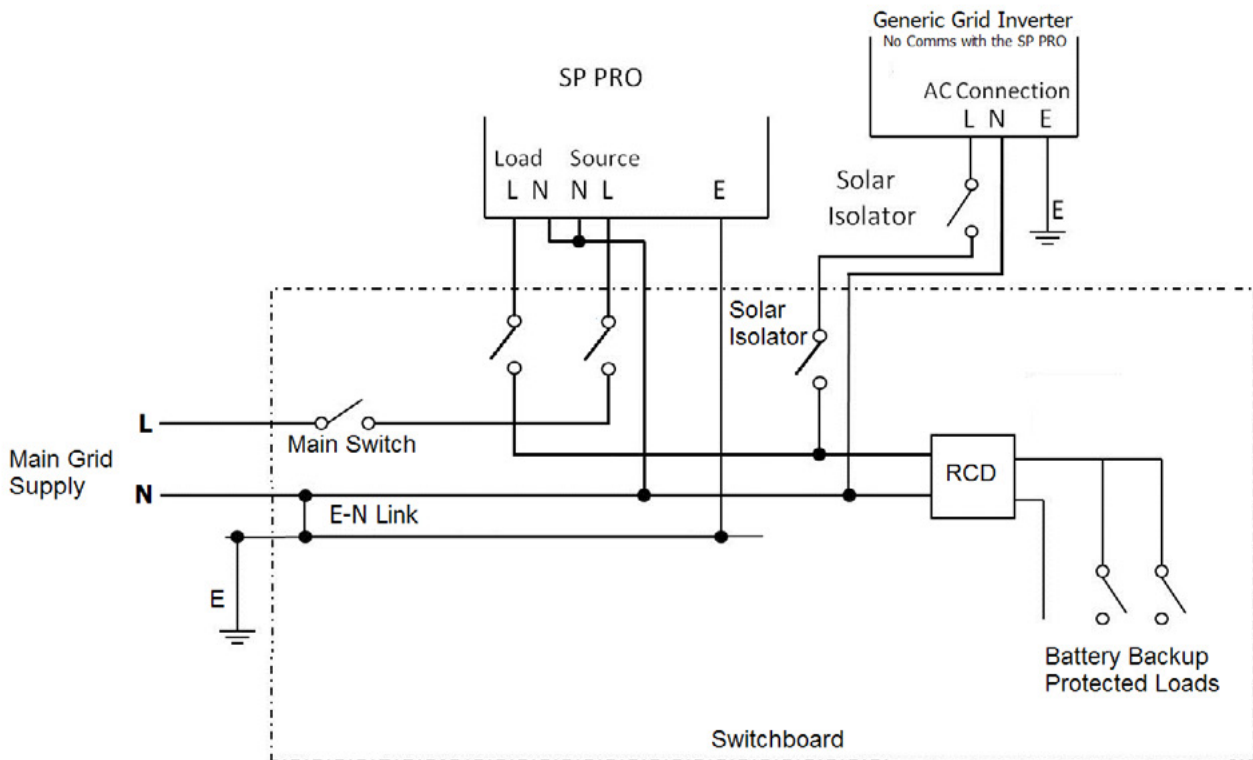 Generic Grid Inverter
No Comms with the SP PRO
AC Connection
L N E
SP PRO
Load Source
L N N L E
Solar
Isolator
E
Solar
Isolator
L
Main Switch
Main Grid
Supply
N
E-N Link
RCD
E
Battery Backup
Protected Loads
Switchboard